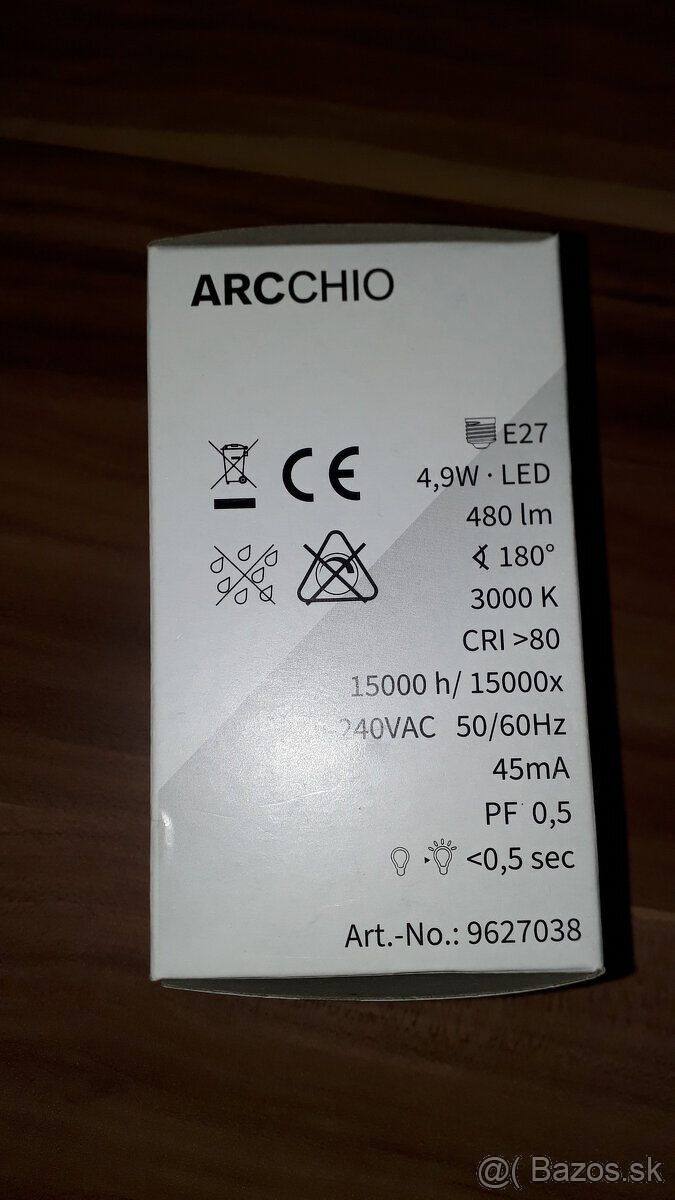 ARCCHIO
E27
CE
4,9W · LED
480 lm
180°
3000 K
CRI >80
15000 h/ 15000x
240VAC 50/60Hz
45mA
PF 0,5
<0,5 sec
Art.-No.: 9627038
@( Bazos.sk